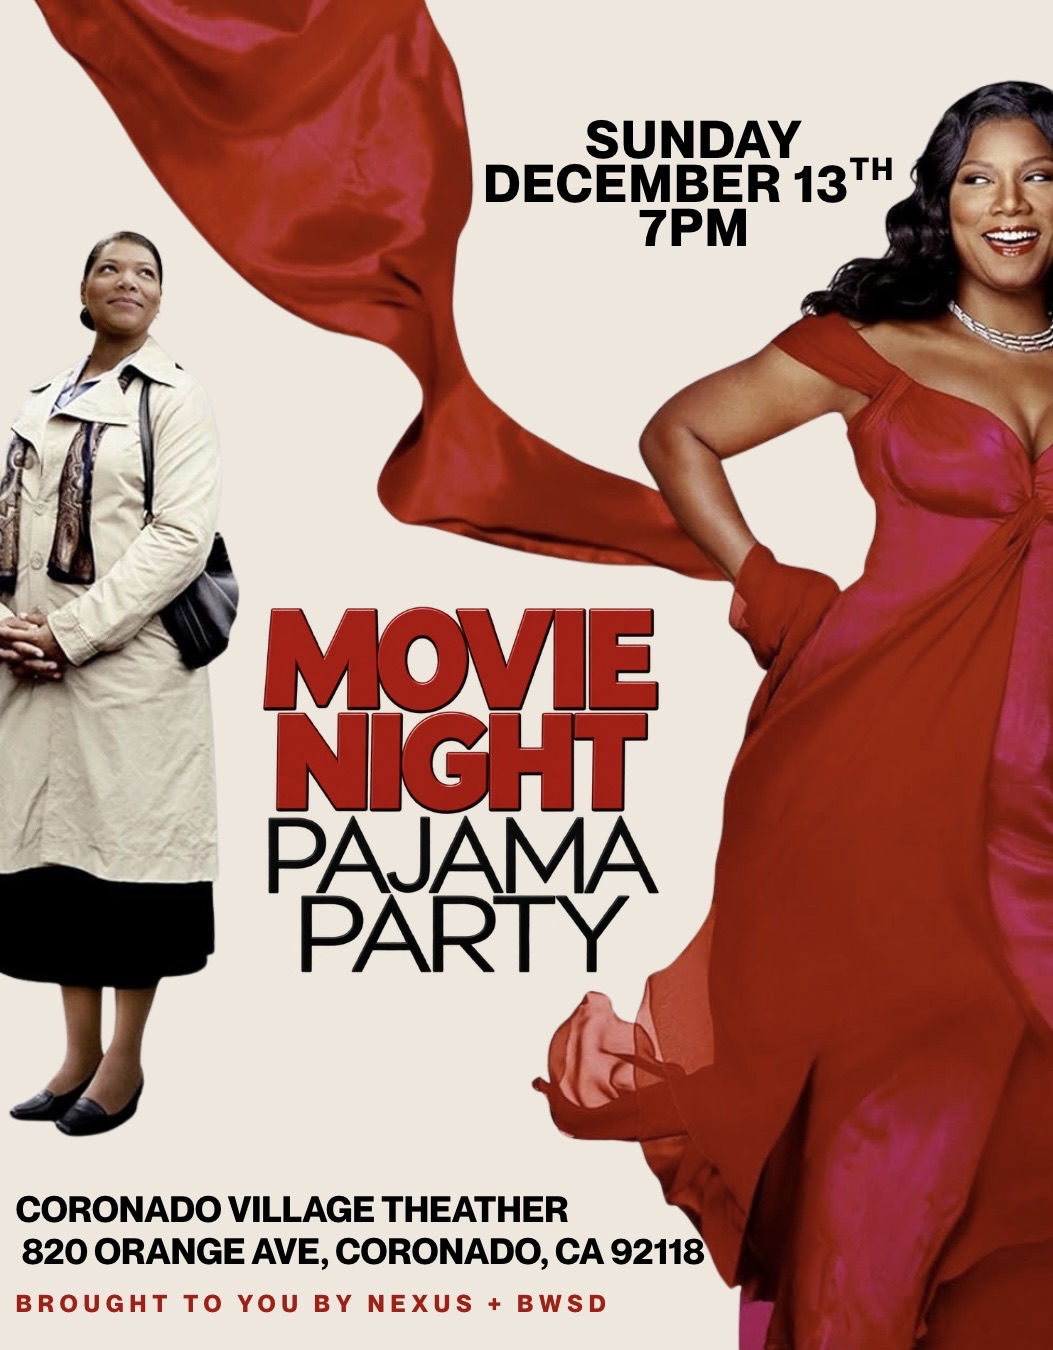 SUNDAY
DECEMBER 13TH
7PM
MOVIE
NIGHT
PAJAMA
PARTY
CORONADO VILLAGE THEATHER
820 ORANGE AVE, CORONADO, CA 92118
BROUGHT TO YOU BY NEXUS + BWSD